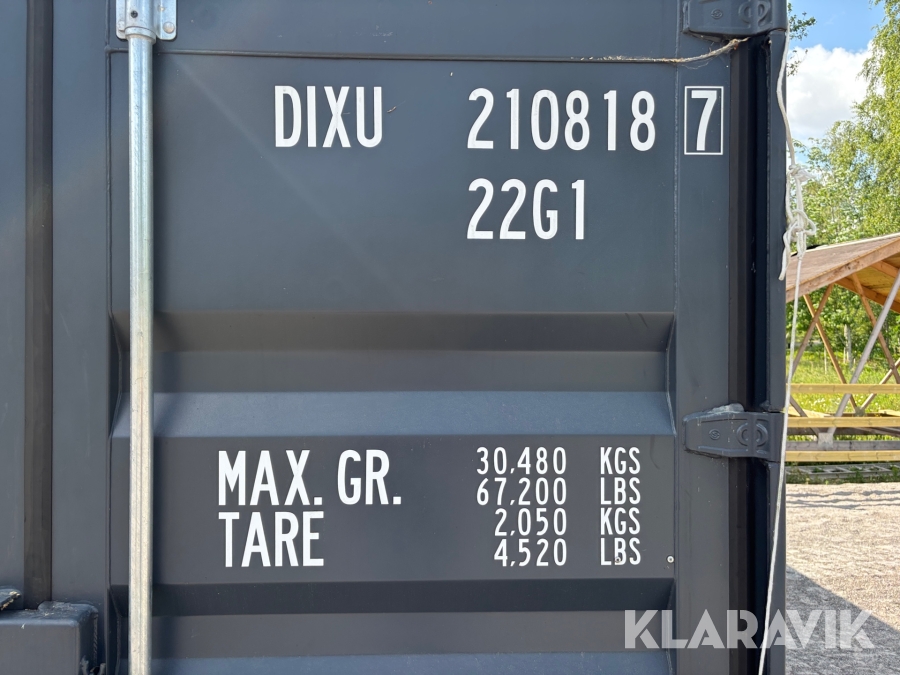 DIXU 210818 7
22G1
MAX. GR. 30,480 KGS
67,200 LBS
TARE 2,050 KGS
4,520 LBS
KLARAVIK